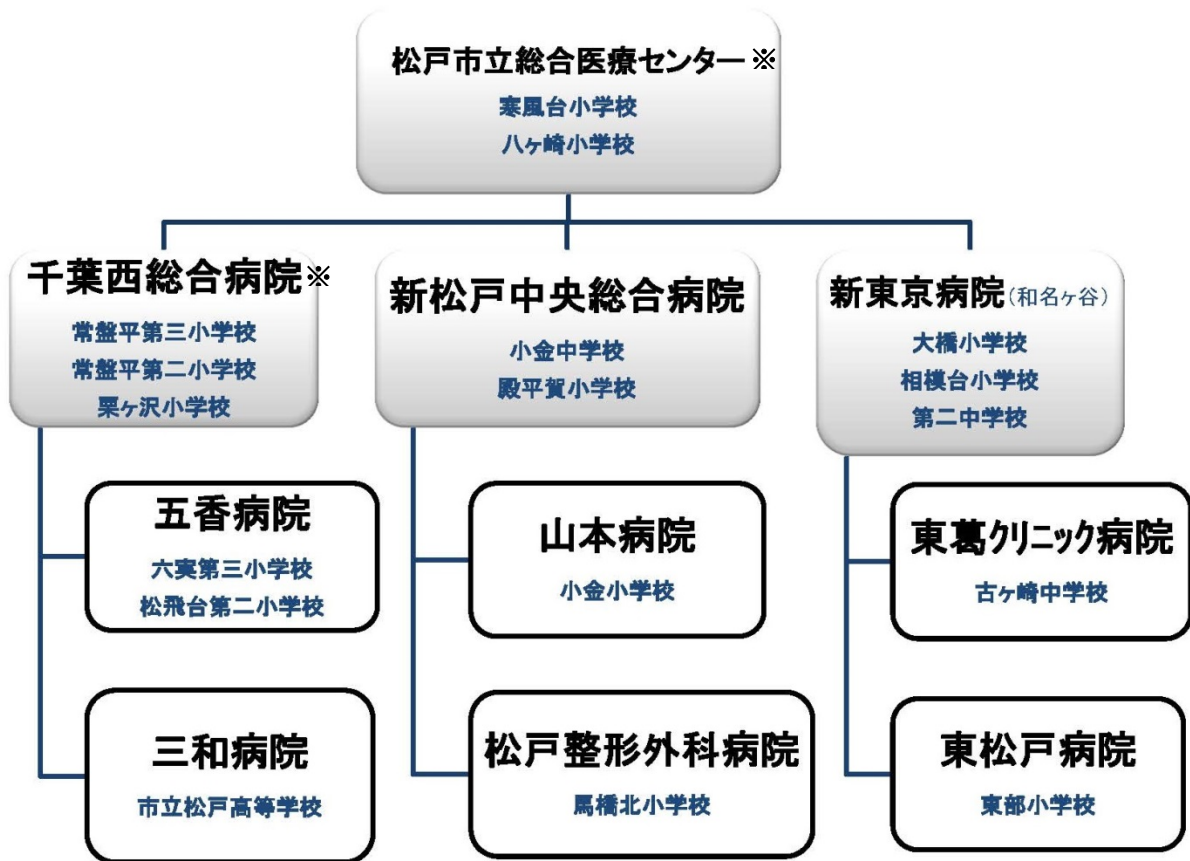 松戸市立総合医療センター※
寒風台小学校
八ヶ崎小学校
千葉西総合病院※
常盤平第三小学校
常盤平第二小学校
栗ヶ沢小学校
新松戸中央総合病院
小金中学校
殿平賀小学校
新東京病院(和名ヶ谷)
大橋小学校
相模台小学校
第二中学校
五香病院
六実第三小学校
松飛台第二小学校
山本病院
小金小学校
東葛クリニック病院
古ヶ崎中学校
三和病院
市立松戸高等学校
松戸整形外科病院
馬橋北小学校
東松戸病院
東部小学校